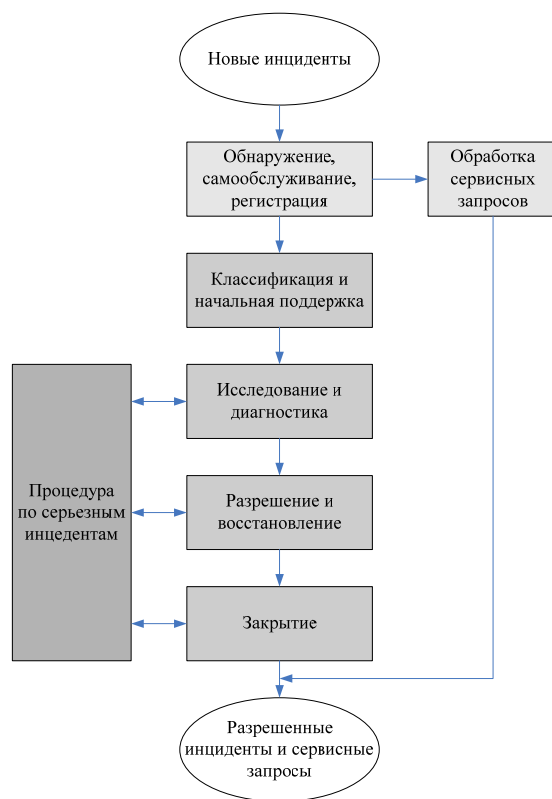 Новые инциденты
Обнаружение,
самообслуживание,
регистрация
Обработка
сервисных
запросов
Классификация и
начальная поддержка
Исследование и
диагностика
Процедура
по серьезным
инцедентам
Разрешение и
восстановление
Закрытие
Разрешенные
инциденты и сервисные
запросы